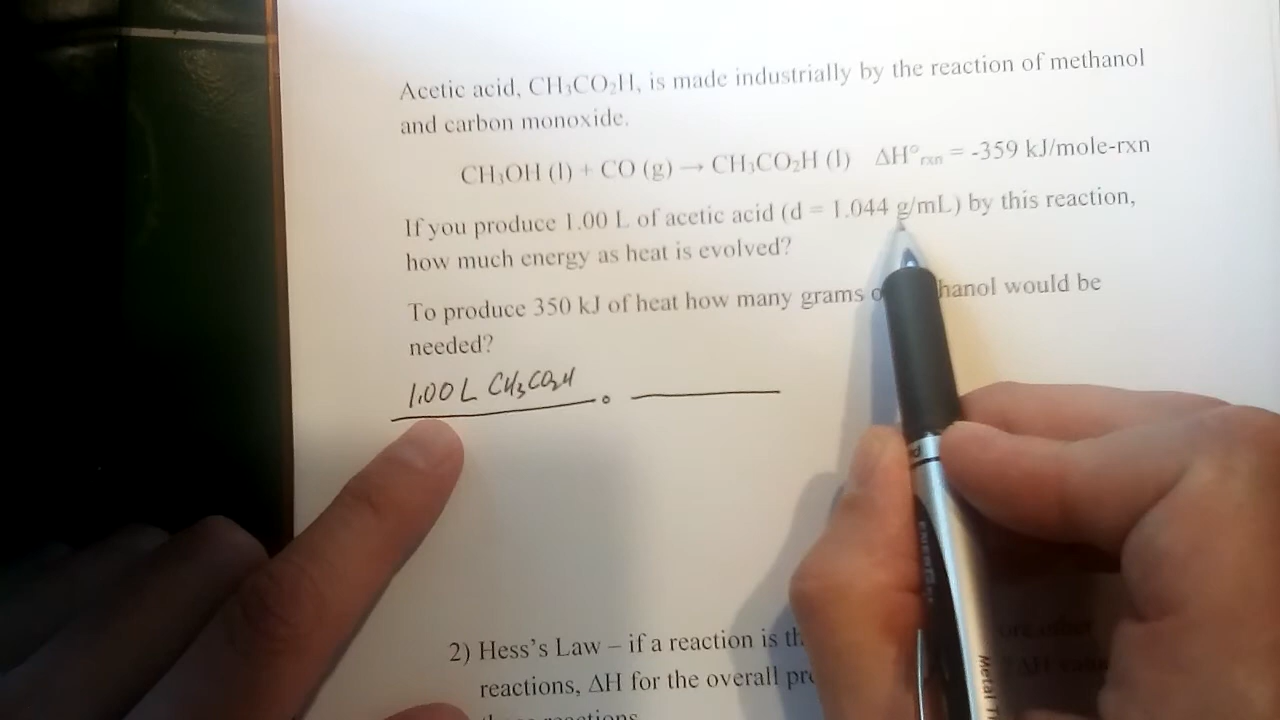 Acetic acid, CH₃CO₂H, is made industrially by the reaction of methanol
and carbon monoxide.
CH₃OH (l) + CO (g) → CH₃CO₂H (l) ΔH°rxn = -359 kJ/mole-rxn
If you produce 1.00 L of acetic acid (d = 1.044 g/mL) by this reaction,
how much energy as heat is evolved?
To produce 350 kJ of heat how many grams would be
needed?
1.00 L CH₃CO₂H
2) Hess's Law – if a reaction is
reactions, ΔH for the overall
Metal